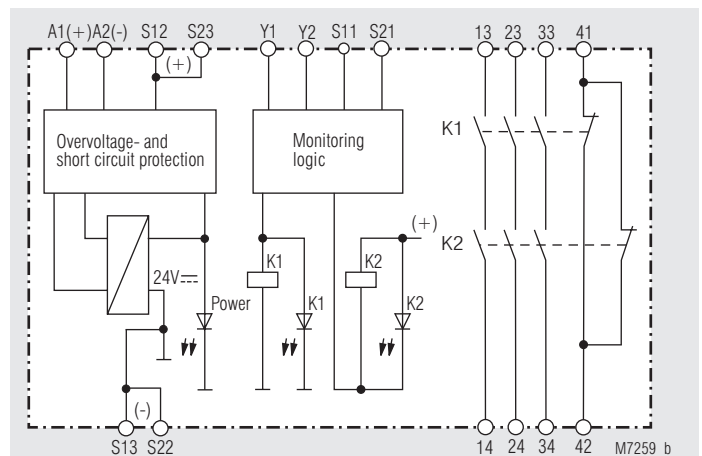 A1(+) A2(-) S12 S23 Y1 Y2 S11 S21 13 23 33 41
(+)
Overvoltage- and
short circuit protection
Monitoring
logic
K1
K2
(+)
K1
K2
24V
Power
K1
K2
(-)
S13 S22 14 24 34 42 M7259 b